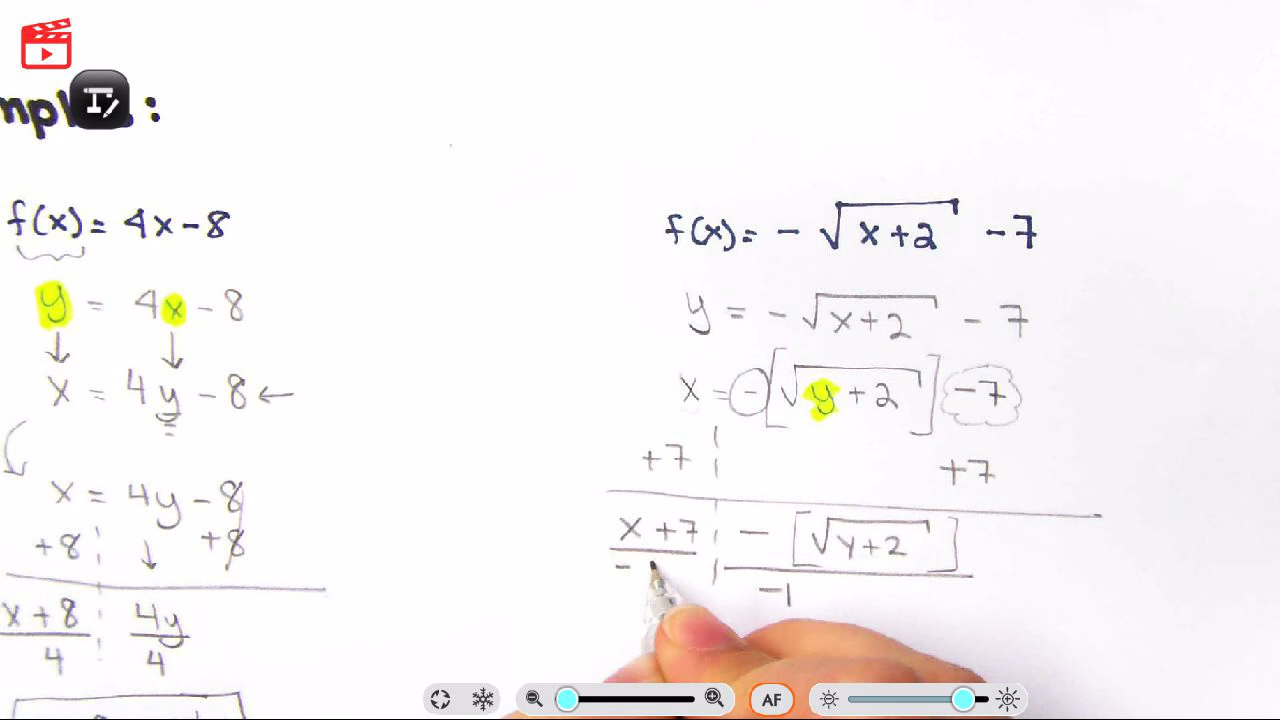 f(x) = 4x - 8
y = 4x - 8
x = 4y - 8 ←
x = 4y - 8
+8 +8
x + 8 4y
4 4
f(x) = - √x+2 - 7
y = - √x+2 - 7
x = - [√y+2] - 7
+7 +7
x + 7 - [√y+2]
- -1
AF